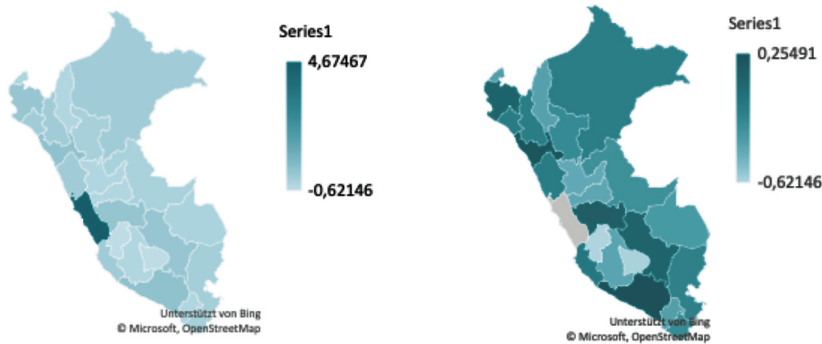 Series1
4,67467
-0,62146
Unterstützt von Bing
© Microsoft, OpenStreetMap
Series1
0,25491
-0,62146
Unterstützt von Bing
© Microsoft, OpenStreetMap